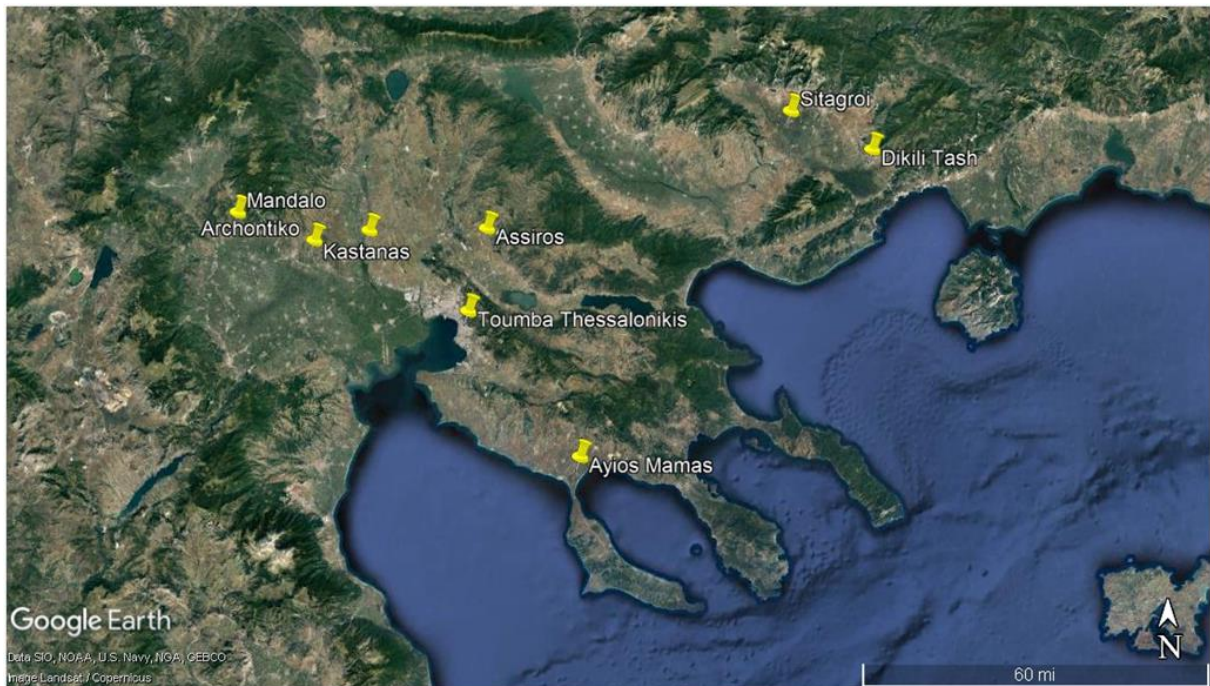 Sitagroi
Dikili Tash
Mandalo
Archontiko
Kastanas
Assiros
Toumba Thessalonikis
Ayios Mamas
Google Earth
Data SIO, NOAA, U.S. Navy, NGA, GEBCO
Image Landsat / Copernicus
N
60 mi